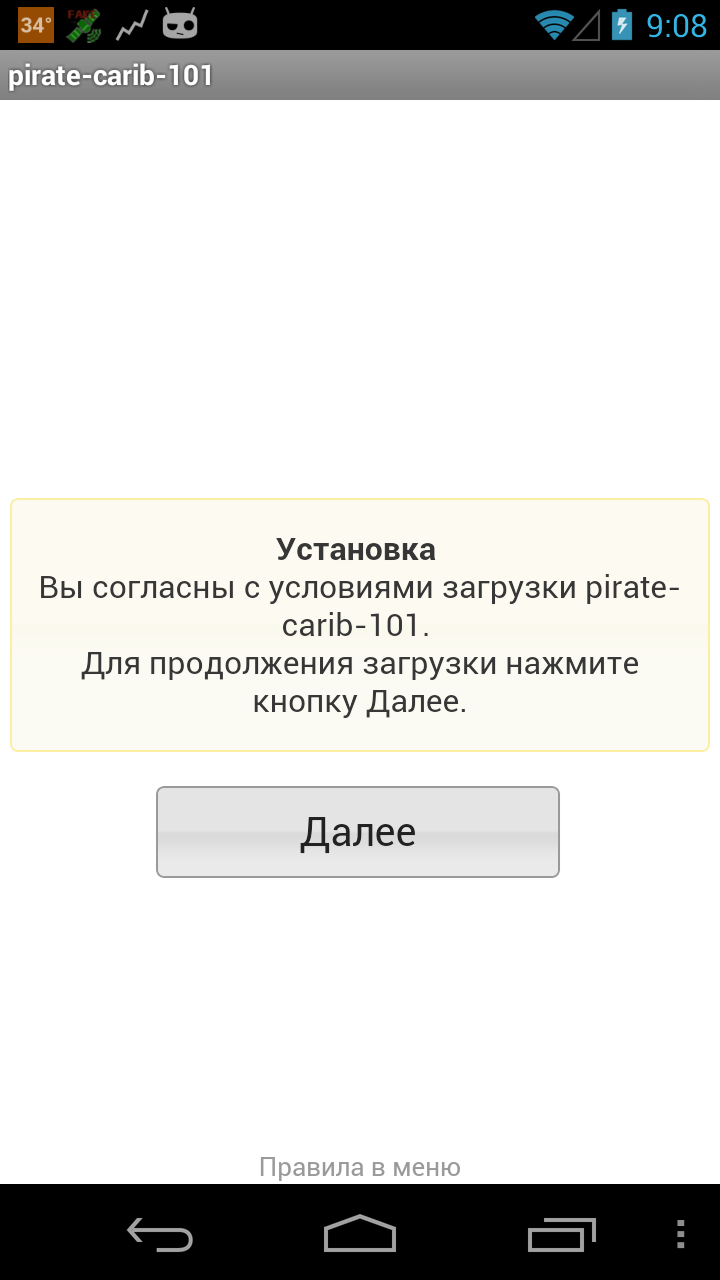 34°
FAKE
9:08
pirate-carib-101
Установка
Вы согласны с условиями загрузки pirate-
carib-101.
Для продолжения загрузки нажмите
кнопку Далее.
Далее
Правила в меню